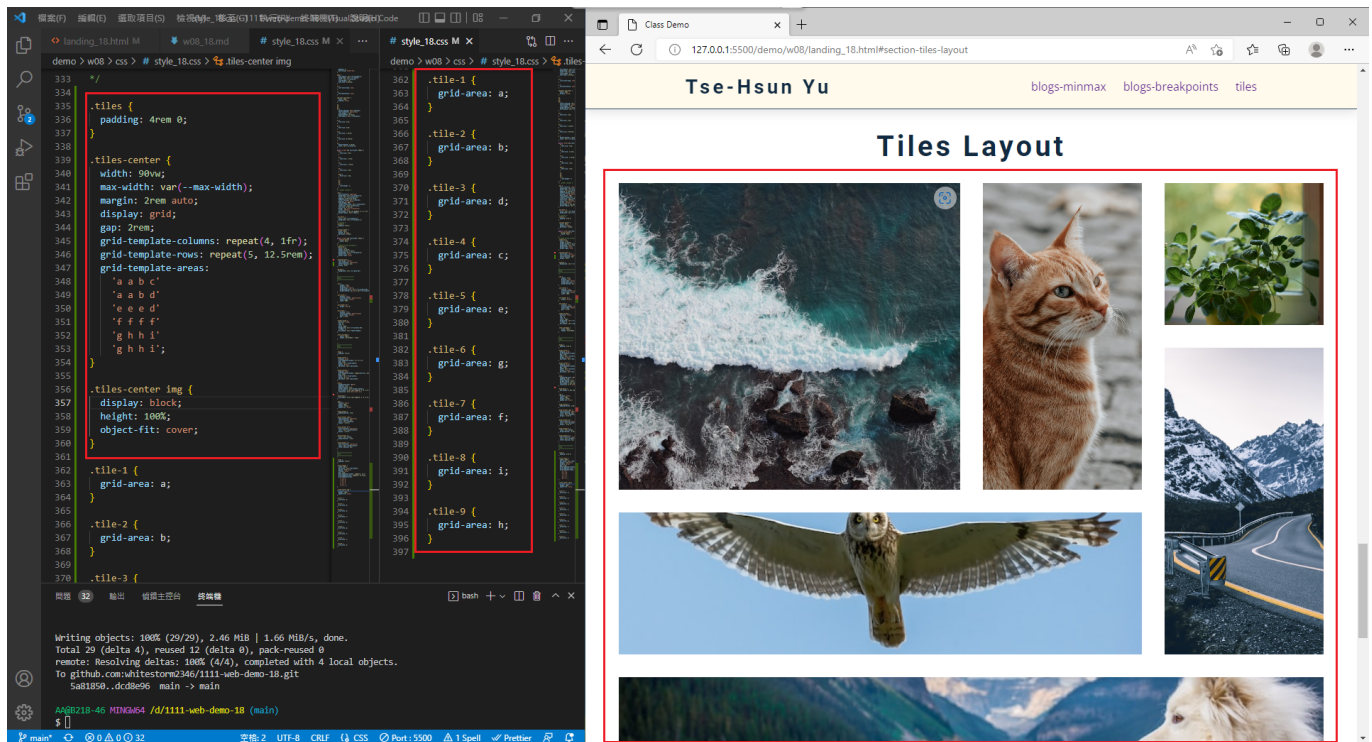 檔案(F) 編輯(E) 選取項目(S)
landing_18.html M
w08_18.md
# style_18.css M
# style_18.css M
demo > w08 > css > # style_18.css > .tiles-center img
demo > w08 > css > # style_18.css > .tiles-
333 */
334
335 .tiles {
336 padding: 4rem 0;
337 }
338
339 .tiles-center {
340 width: 90vw;
341 max-width: var(--max-width);
342 margin: 2rem auto;
343 display: grid;
344 gap: 2rem;
345 grid-template-columns: repeat(4, 1fr);
346 grid-template-rows: repeat(5, 12.5rem);
347 grid-template-areas:
348 'a a b c'
349 'a a b d'
350 'e e e d'
351 'f f f f'
352 'g h h i'
353 'g h h i';
354 }
355
356 .tiles-center img {
357 display: block;
358 height: 100%;
359 object-fit: cover;
360 }
361
362 .tile-1 {
363 grid-area: a;
364 }
365
366 .tile-2 {
367 grid-area: b;
368 }
369
370 .tile-3 {
362 .tile-1 {
363 grid-area: a;
364 }
365
366 .tile-2 {
367 grid-area: b;
368 }
369
370 .tile-3 {
371 grid-area: d;
372 }
373
374 .tile-4 {
375 grid-area: c;
376 }
377
378 .tile-5 {
379 grid-area: e;
380 }
381
382 .tile-6 {
383 grid-area: g;
384 }
385
386 .tile-7 {
387 grid-area: f;
388 }
389
390 .tile-8 {
391 grid-area: i;
392 }
393
394 .tile-9 {
395 grid-area: h;
396 }
397
問題 32 輸出 偵錯主控台 終端機
bash
Writing objects: 100% (29/29), 2.46 MiB | 1.66 MiB/s, done.
Total 29 (delta 4), reused 12 (delta 0), pack-reused 0
remote: Resolving deltas: 100% (4/4), completed with 4 local objects.
To github.com:whitestorm2346/1111-web-demo-18.git
5a81850..dcd8e96 main -> main
AA@B218-46 MINGW64 /d/1111-web-demo-18 (main)
$
main* 0 0 32 空格: 2 UTF-8 CRLF CSS Port : 5500 1 Spell Prettier
Class Demo
127.0.0.1:5500/demo/w08/landing_18.html#section-tiles-layout
Tse-Hsun Yu
blogs-minmax blogs-breakpoints tiles
Tiles Layout